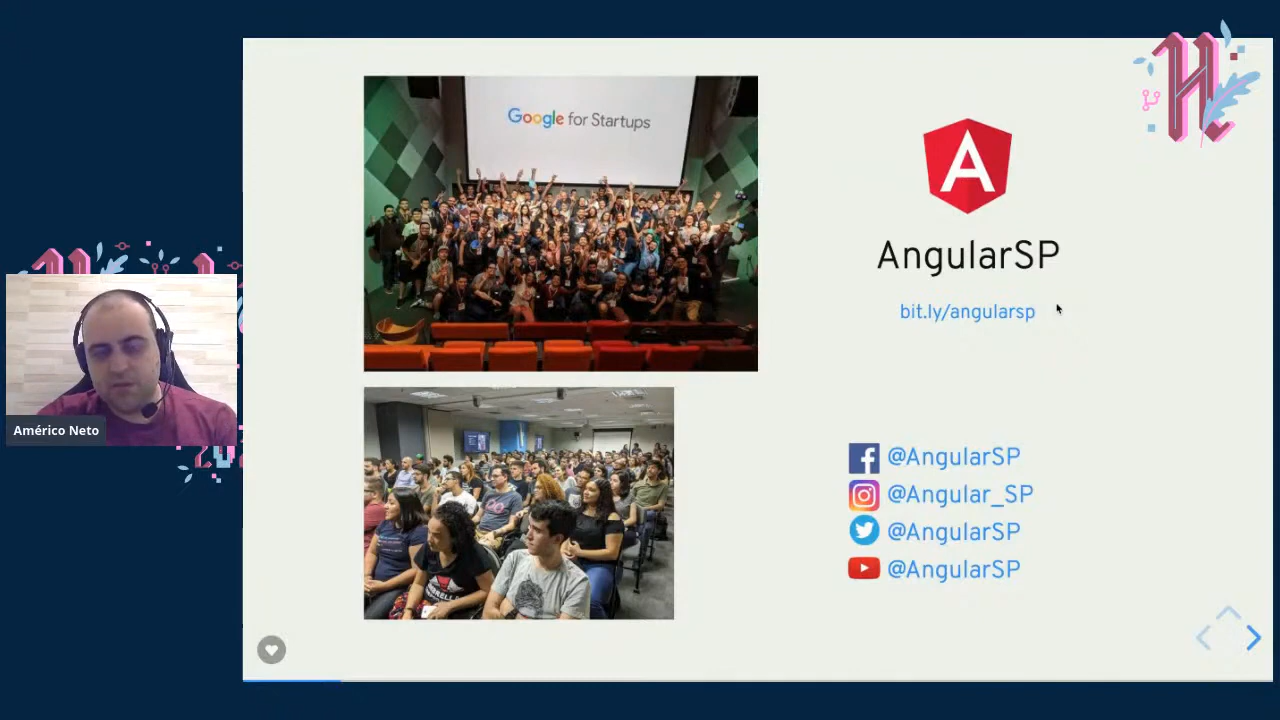 Google for Startups
AngularSP
bit.ly/angularsp
Américo Neto
@AngularSP
@Angular_SP
@AngularSP
@AngularSP